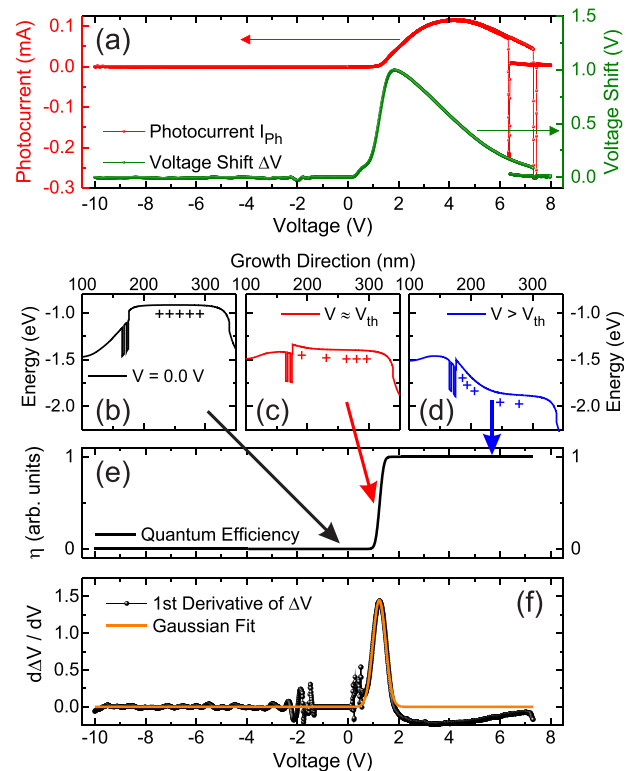 (a)
0.1
0.0
-0.1
-0.2
-0.3
Photocurrent (mA)
1.5
1.0
0.5
0.0
Voltage Shift (V)
Photocurrent I_Ph
Voltage Shift ΔV
-10 -8 -6 -4 -2 0 2 4 6 8
Voltage (V)
Growth Direction (nm)
100 200 300 100 200 300 100 200 300
Energy (eV)
-1.0
-1.5
-2.0
+++++
V = 0.0 V
(b)
V ≈ V_th
+ + + + +
(c)
V > V_th
+ + + + + +
(d)
-1.0
-1.5
-2.0
Energy (eV)
(e)
η (arb. units)
1
0
1
0
Quantum Efficiency
(f)
dΔV / dV
1.5
1.0
0.5
0.0
1st Derivative of ΔV
Gaussian Fit
-10 -8 -6 -4 -2 0 2 4 6 8
Voltage (V)